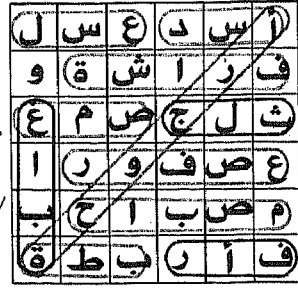 أ س د ع س ل
ف ر ا ش ة و
ث ل ج ض م ع
ع ص ف و ر ا
م ص ب ا ح ب
ف أ ر ب ط ة